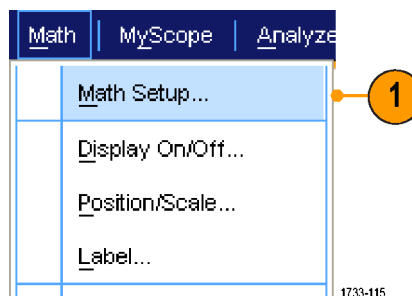 Math | MyScope | Analyze
Math Setup...
1
Display On/Off...
Position/Scale...
Label...
1733-115